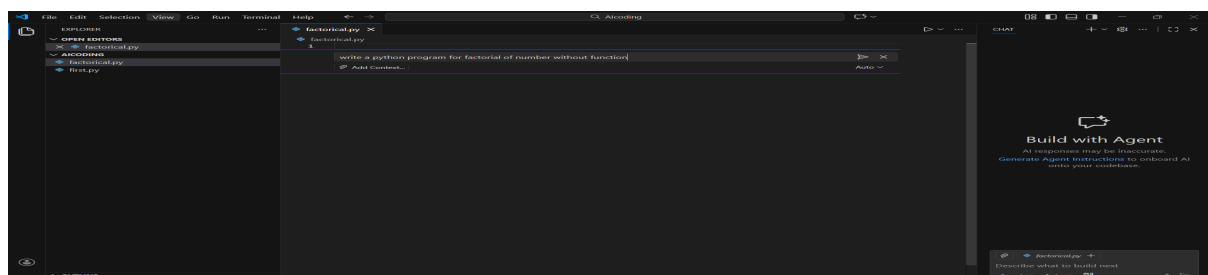 File Edit Selection View Go Run Terminal Help
Aicoding
EXPLORER
OPEN EDITORS
factorical.py
AICODING
factorical.py
first.py
factorical.py
factorical.py
1
write a python program for factorial of number without function
Add Context...
Auto
CHAT
Build with Agent
AI responses may be inaccurate.
Generate Agent Instructions to onboard AI
onto your codebase.
factorical.py
Describe what to build next